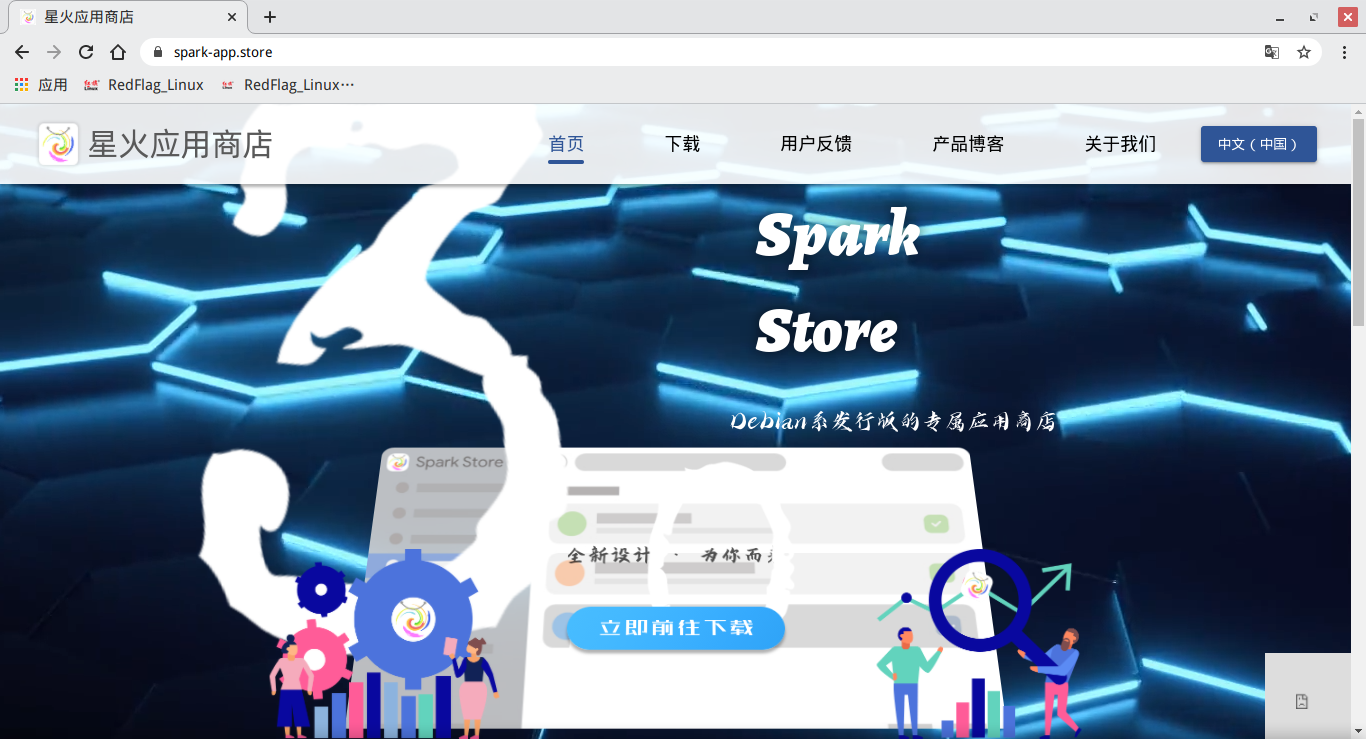 星火应用商店
spark-app.store
应用 RedFlag_Linux RedFlag_Linux…
星火应用商店 首页 下载 用户反馈 产品博客 关于我们 中文（中国）
Spark
Store
Debian系发行版的专属应用商店
Spark Store
全新设计 · 为你而
立即前往下载